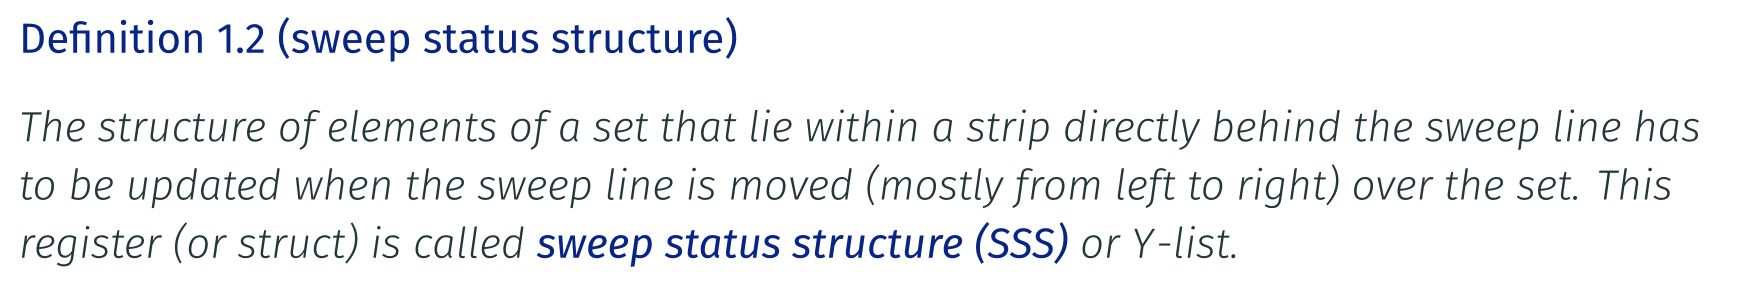 Definition 1.2 (sweep status structure)
The structure of elements of a set that lie within a strip directly behind the sweep line has
to be updated when the sweep line is moved (mostly from left to right) over the set. This
register (or struct) is called sweep status structure (SSS) or Y-list.